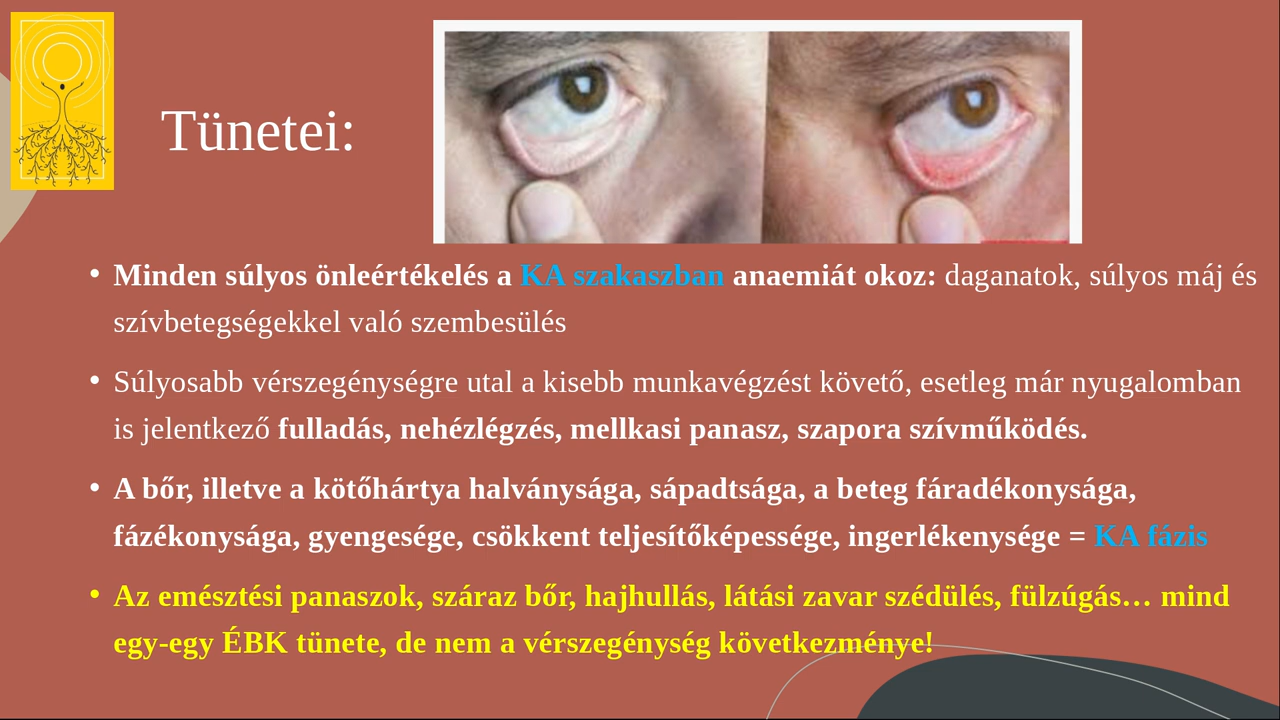 Tünetei:
• Minden súlyos önleértékelés a KA szakaszban anaemiát okoz: daganatok, súlyos máj és
szívbetegségekkel való szembesülés
• Súlyosabb vérszegénységre utal a kisebb munkavégzést követő, esetleg már nyugalomban
is jelentkező fulladás, nehézlégzés, mellkasi panasz, szapora szívműködés.
• A bőr, illetve a kötőhártya halványsága, sápadtsága, a beteg fáradékonysága,
fázékonysága, gyengesége, csökkent teljesítőképessége, ingerlékenysége = KA fázis
• Az emésztési panaszok, száraz bőr, hajhullás, látási zavar szédülés, fülzúgás… mind
egy-egy ÉBK tünete, de nem a vérszegénység következménye!